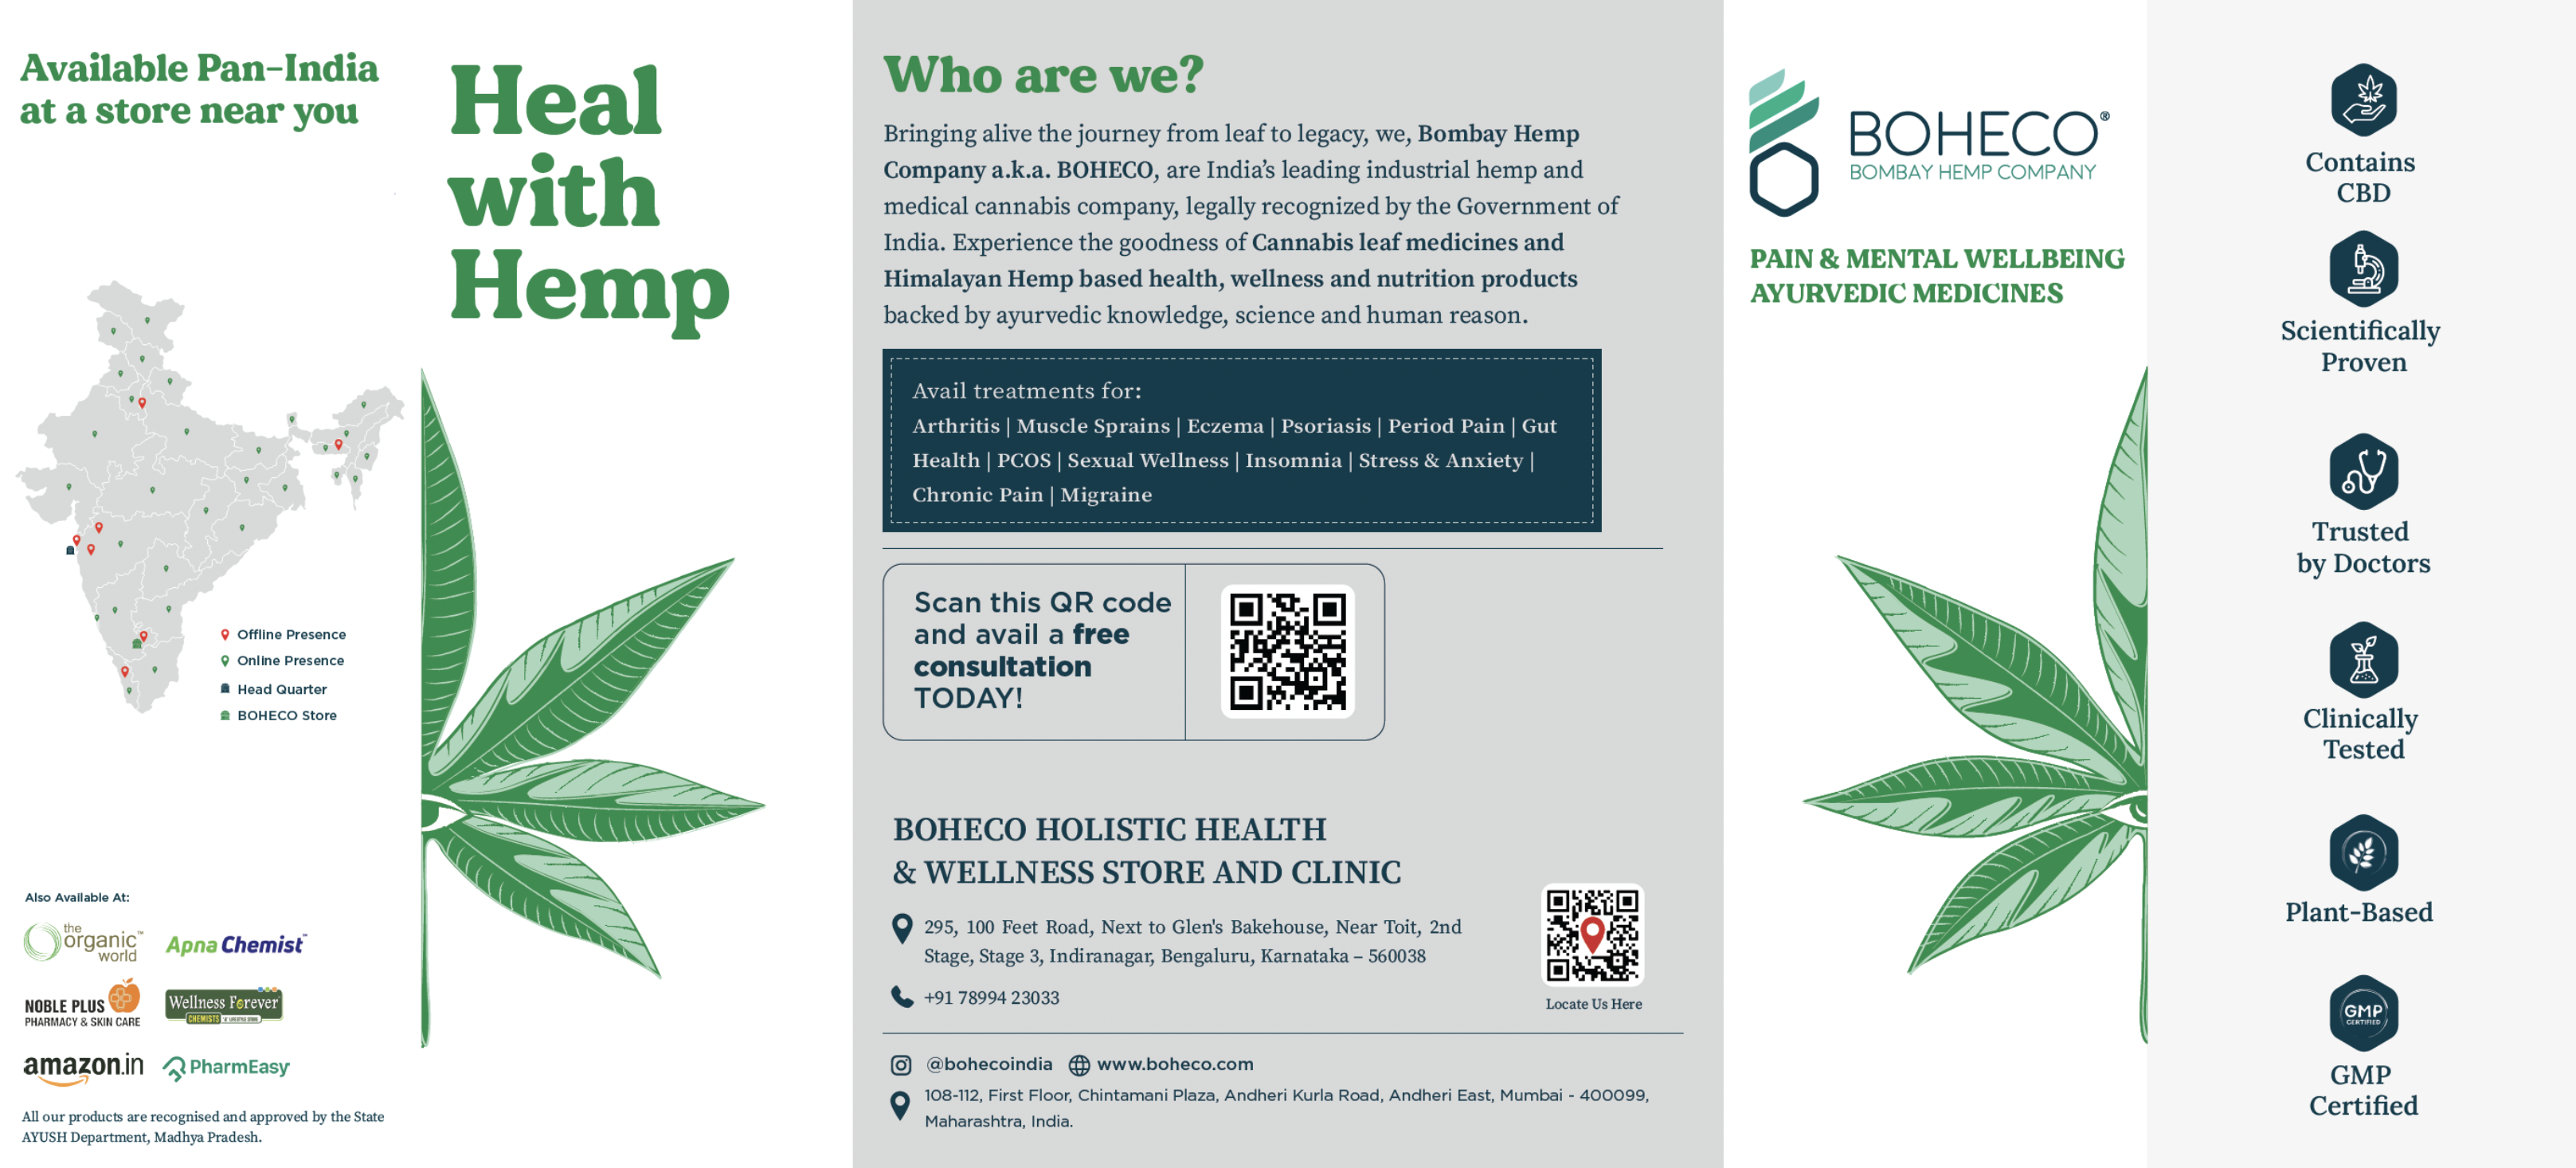 Available Pan-India
at a store near you
Offline Presence
Online Presence
Head Quarter
BOHECO Store
Also Available At:
the
organic™
world
Apna Chemist
NOBLE PLUS
PHARMACY & SKIN CARE
Wellness Forever
CHEMISTS
amazon.in
PharmEasy
All our products are recognised and approved by the State
AYUSH Department, Madhya Pradesh.
Heal
with
Hemp
Who are we?
Bringing alive the journey from leaf to legacy, we, Bombay Hemp
Company a.k.a. BOHECO, are India’s leading industrial hemp and
medical cannabis company, legally recognized by the Government of
India. Experience the goodness of Cannabis leaf medicines and
Himalayan Hemp based health, wellness and nutrition products
backed by ayurvedic knowledge, science and human reason.
Avail treatments for:
Arthritis | Muscle Sprains | Eczema | Psoriasis | Period Pain | Gut
Health | PCOS | Sexual Wellness | Insomnia | Stress & Anxiety |
Chronic Pain | Migraine
Scan this QR code
and avail a free
consultation
TODAY!
BOHECO HOLISTIC HEALTH
& WELLNESS STORE AND CLINIC
295, 100 Feet Road, Next to Glen's Bakehouse, Near Toit, 2nd
Stage, Stage 3, Indiranagar, Bengaluru, Karnataka – 560038
+91 78994 23033
Locate Us Here
@bohecoindia www.boheco.com
108-112, First Floor, Chintamani Plaza, Andheri Kurla Road, Andheri East, Mumbai - 400099,
Maharashtra, India.
BOHECO®
BOMBAY HEMP COMPANY
PAIN & MENTAL WELLBEING
AYURVEDIC MEDICINES
Contains
CBD
Scientifically
Proven
Trusted
by Doctors
Clinically
Tested
Plant-Based
GMP
CERTIFIED
GMP
Certified